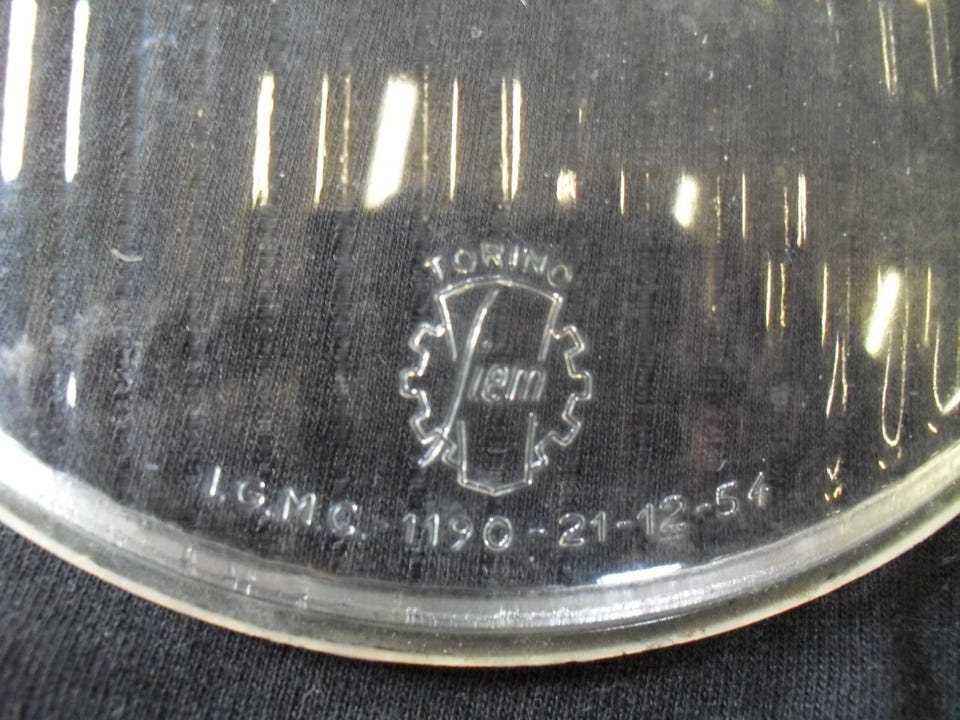 TORINO
Siem
I.G.M.C. - 1190 - 21-12-54